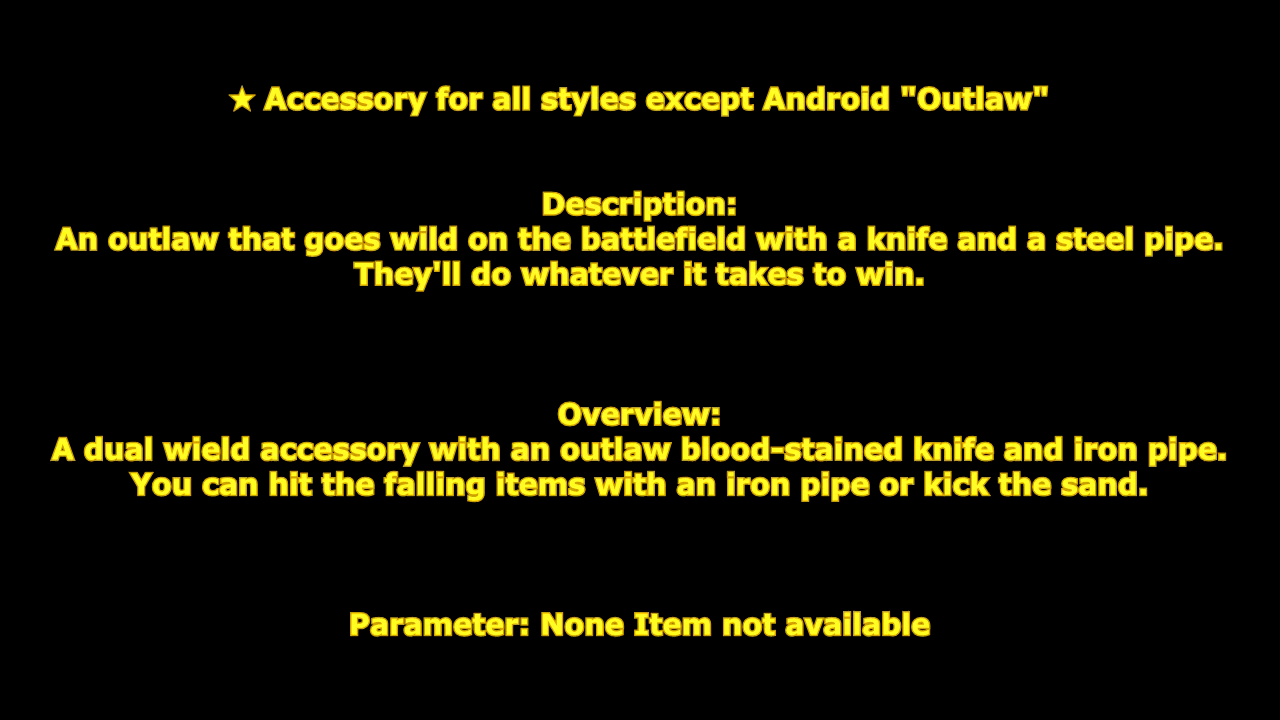 ★ Accessory for all styles except Android "Outlaw"
Description:
An outlaw that goes wild on the battlefield with a knife and a steel pipe.
They'll do whatever it takes to win.
Overview:
A dual wield accessory with an outlaw blood-stained knife and iron pipe.
You can hit the falling items with an iron pipe or kick the sand.
Parameter: None Item not available